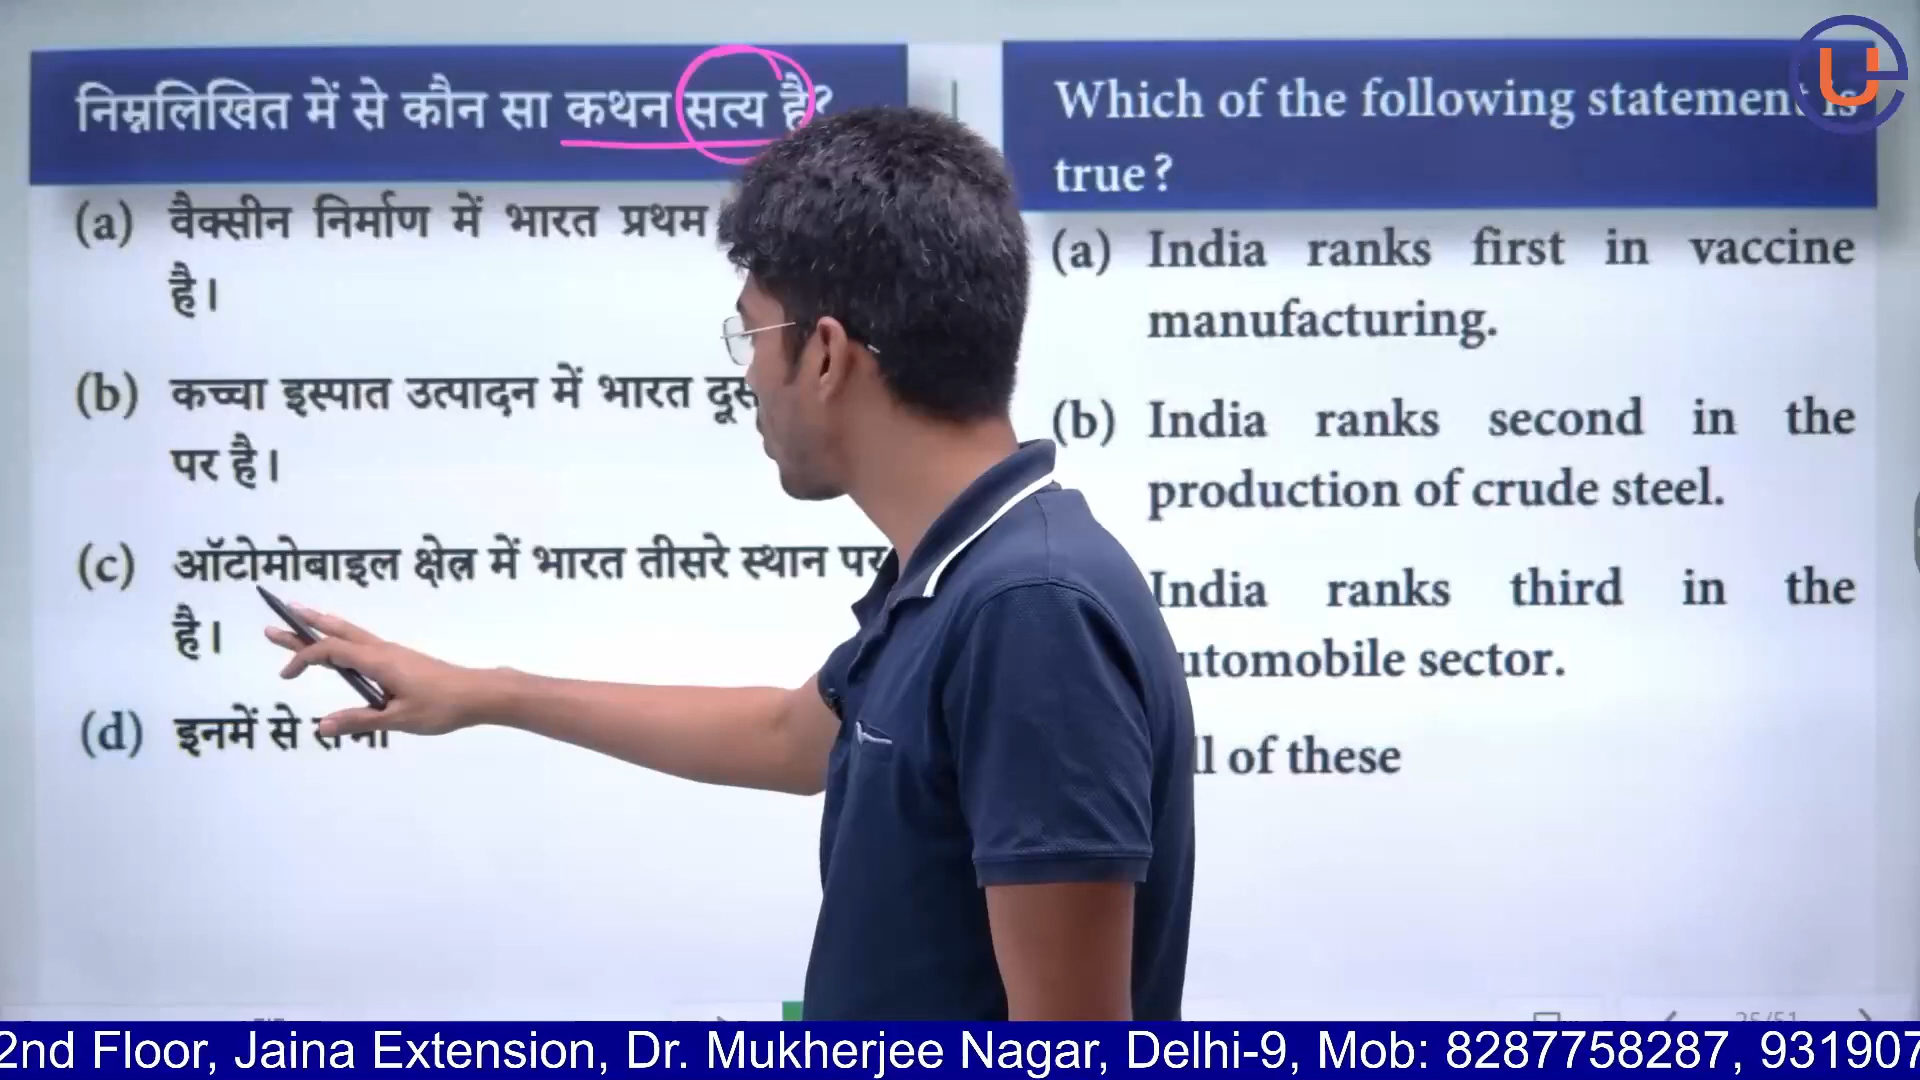 निम्नलिखित में से कौन सा कथन सत्य है?
(a) वैक्सीन निर्माण में भारत प्रथम
है।
(b) कच्चा इस्पात उत्पादन में भारत
पर है।
(c) ऑटोमोबाइल क्षेत्र में भारत तीसरे स्थान पर
है।
(d) इनमें से
Which of the following statement is
true?
(a) India ranks first in vaccine
manufacturing.
(b) India ranks second in the
production of crude steel.
India ranks third in the
automobile sector.
of these
U
2nd Floor, Jaina Extension, Dr. Mukherjee Nagar, Delhi-9, Mob: 8287758287, 931907